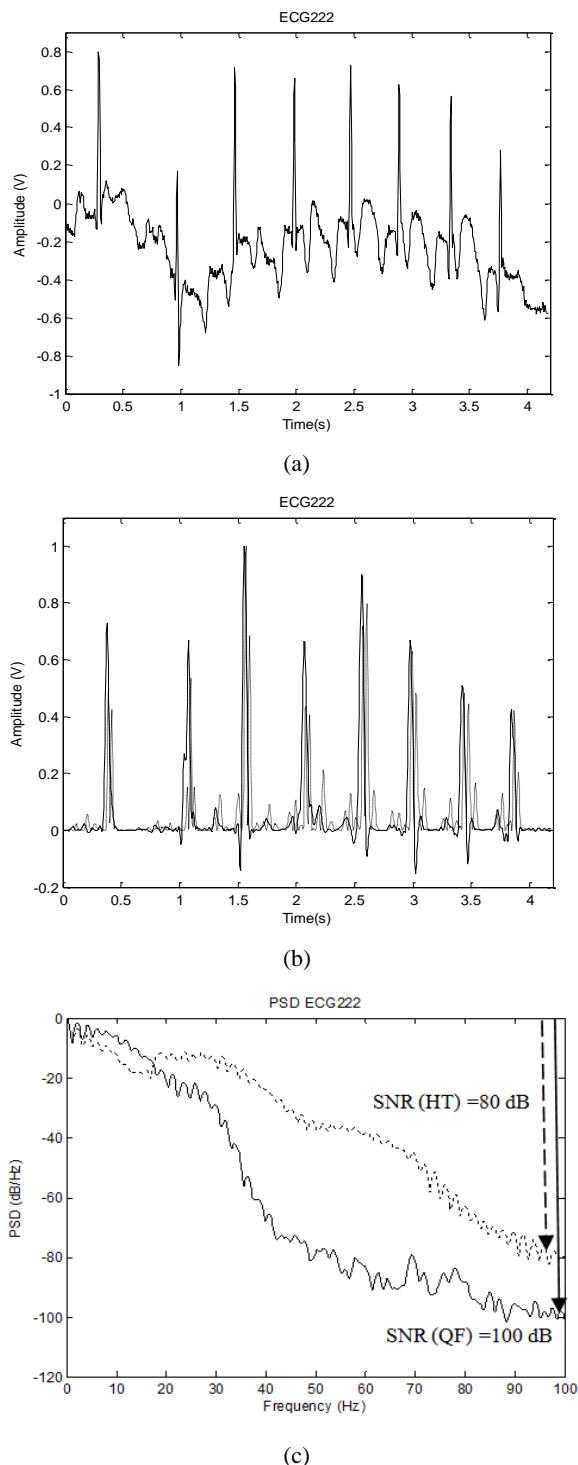 ECG222
0.8
0.6
0.4
0.2
0
-0.2
-0.4
-0.6
-0.8
-1
Amplitude (V)
0 0.5 1 1.5 2 2.5 3 3.5 4
Time(s)
(a)
ECG222
1
0.8
0.6
0.4
0.2
0
-0.2
Amplitude (V)
0 0.5 1 1.5 2 2.5 3 3.5 4
Time(s)
(b)
PSD ECG222
0
-20
-40
-60
-80
-100
-120
PSD (dB/Hz)
SNR (HT) =80 dB
SNR (QF) =100 dB
0 10 20 30 40 50 60 70 80 90 100
Frequency (Hz)
(c)